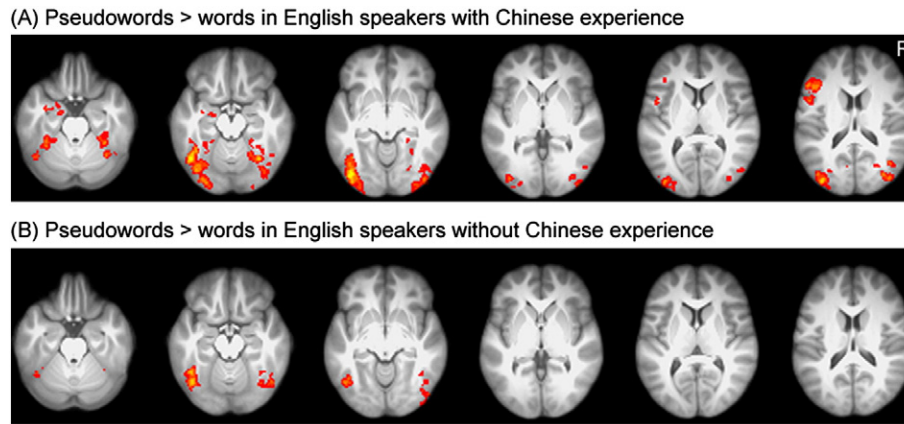 (A) Pseudowords > words in English speakers with Chinese experience
R
(B) Pseudowords > words in English speakers without Chinese experience